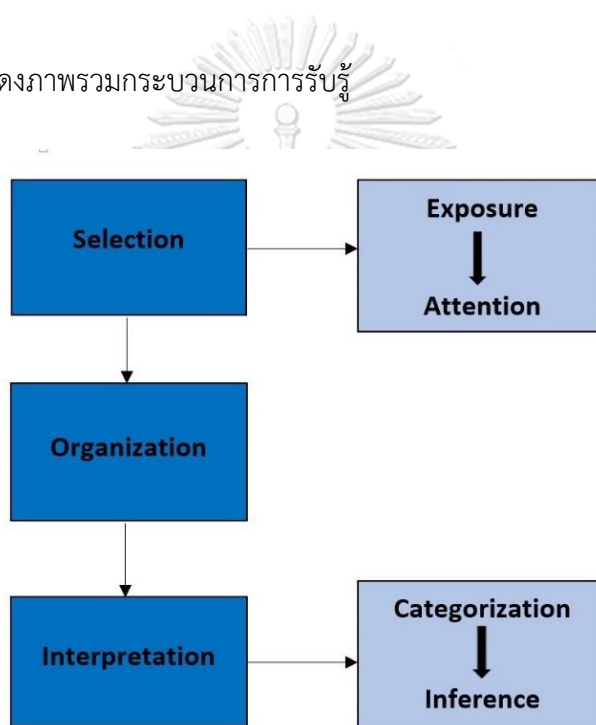 ดงภาพรวมกระบวนการการรับรู้
Selection
Exposure
Attention
Organization
Interpretation
Categorization
Inference